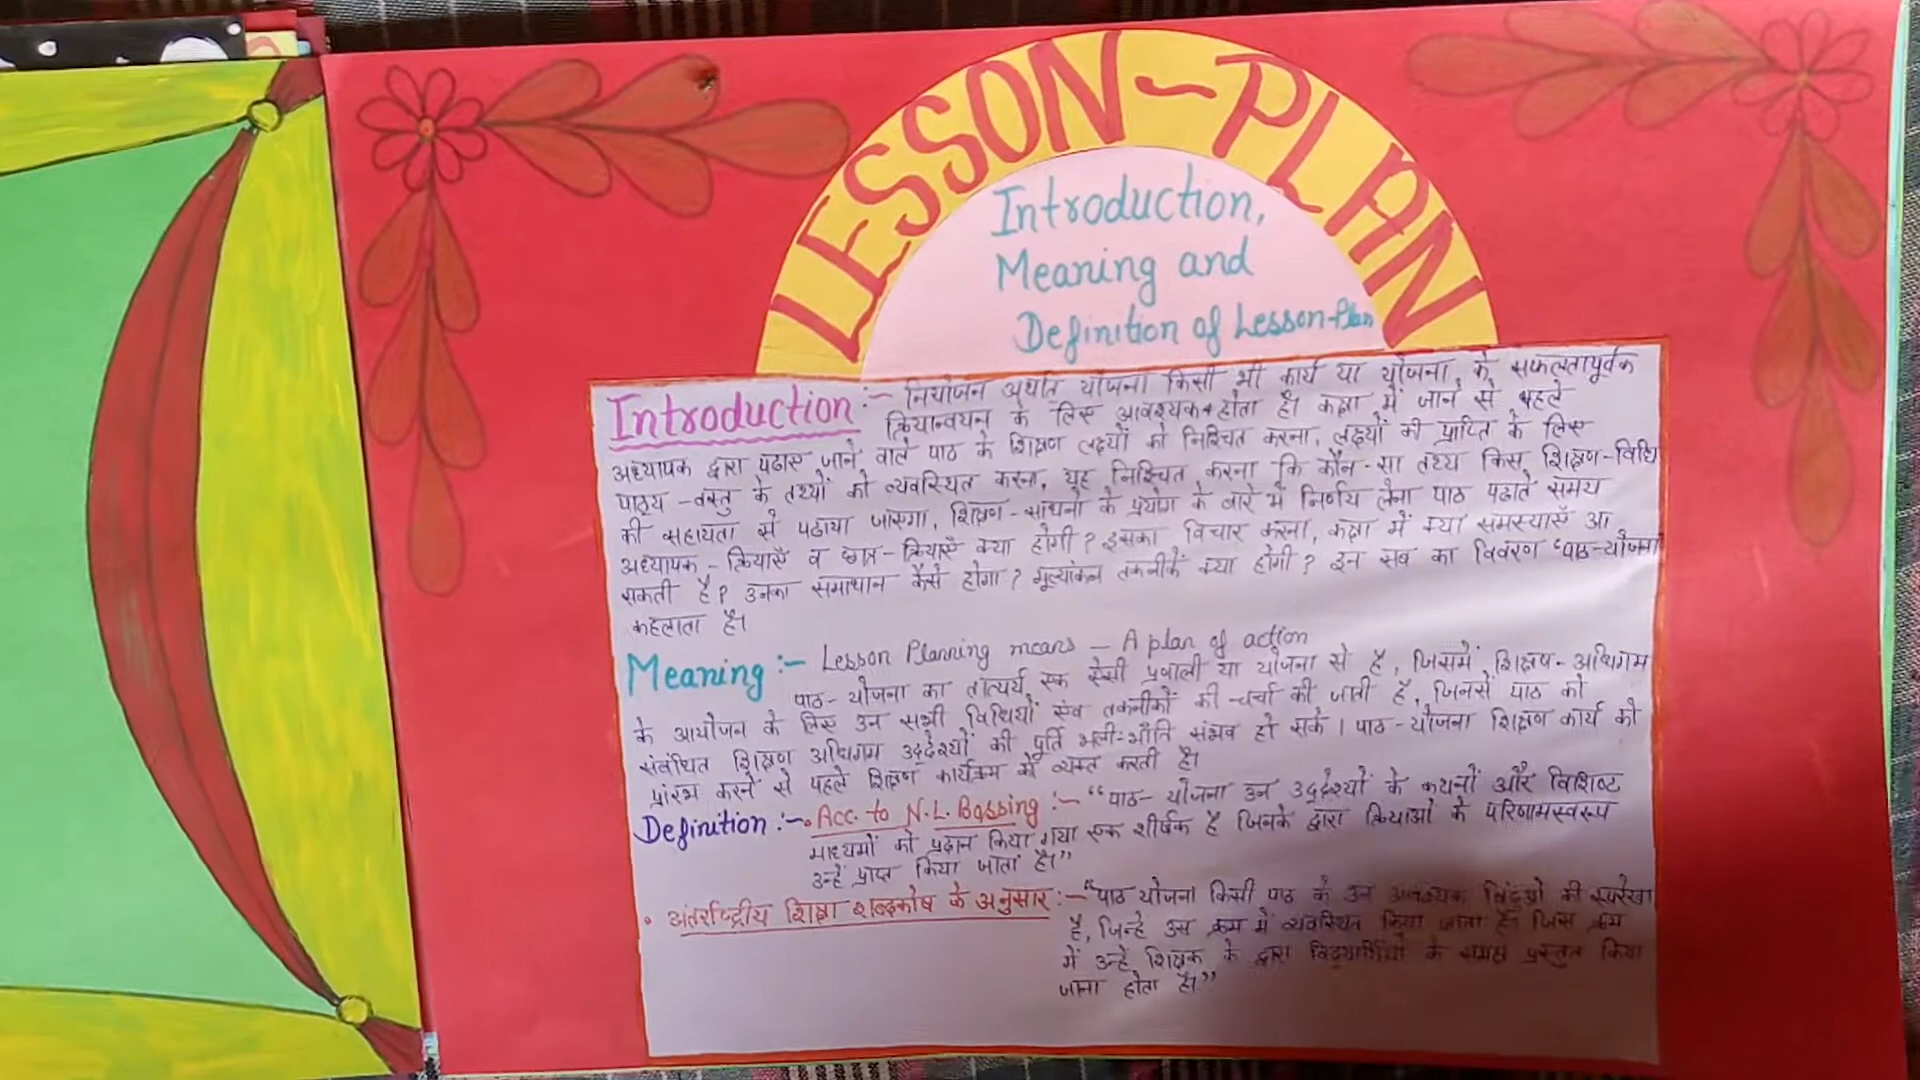 LESSON-PLAN
Introduction,
Meaning and
Definition of Lesson-Plan
Introduction :- नियोजन अर्थात योजना किसी भी कार्य या योजना के सफलतापूर्वक
क्रियान्वयन के लिए आवश्यक होता है। कक्षा में जाने से पहले
अध्यापक द्वारा पढाए जाने वाले पाठ के शिक्षण लक्ष्यों को निश्चित करना, लक्ष्यों की प्राप्ति के लिए
पाठ्य-वस्तु के तथ्यों को व्यवस्थित करना, यह निश्चित करना कि कौन-सा तथ्य किस शिक्षण-विधि
की सहायता से पढाया जाएगा, शिक्षण-साधनो के प्रयोग के बारे में निर्णय लेना पाठ पढाते समय
अध्यापक-क्रियाएँ व छात्र-क्रियाएँ क्या होगी? इसका विचार करना, कक्षा में क्या समस्याएँ आ
सकती है? उनका समाधान कैसे होगा? मूल्यांकन तकनीकें क्या होगी? इन सब का विवरण 'पाठ-योजना
कहलाता है।
Meaning :- Lesson Planning means - A plan of action
पाठ-योजना का तात्पर्य एक ऐसी प्रणाली या योजना से है, जिसमें शिक्षण-अधिगम
के आयोजन के लिए उन सभी विधियों एंव तकनीकों की चर्चा की जाती है, जिनसे पाठ को
संबंधित शिक्षण अधिगम उद्देश्यों की पूर्ति भली-भाँति संभव हो सके। पाठ-योजना शिक्षण कार्य को
प्रांरभ करने से पहले शिक्षण कार्यक्रम को व्यक्त करती है।
Definition :- • Acc. to N.L. Bossing :- "पाठ-योजना उन उद्देश्यों के कथनों और विशिष्ट
माध्यमों को प्रदान किया गया एक शीर्षक है जिनके द्वारा क्रियाओं के परिणामस्वरूप
उन्हें प्राप्त किया जाता है।"
• अंतर्राष्ट्रीय शिक्षा शब्दकोष के अनुसार :- "पाठ योजना किसी पाठ के उन आवश्यक बिंदुओ की रूपरेखा
है, जिन्हे उस क्रम में व्यवस्थित किया जाता है। जिस क्रम
में उन्हें शिक्षक के द्वारा विद्यार्थियों के समक्ष प्रस्तुत किया
जाना होता है।"